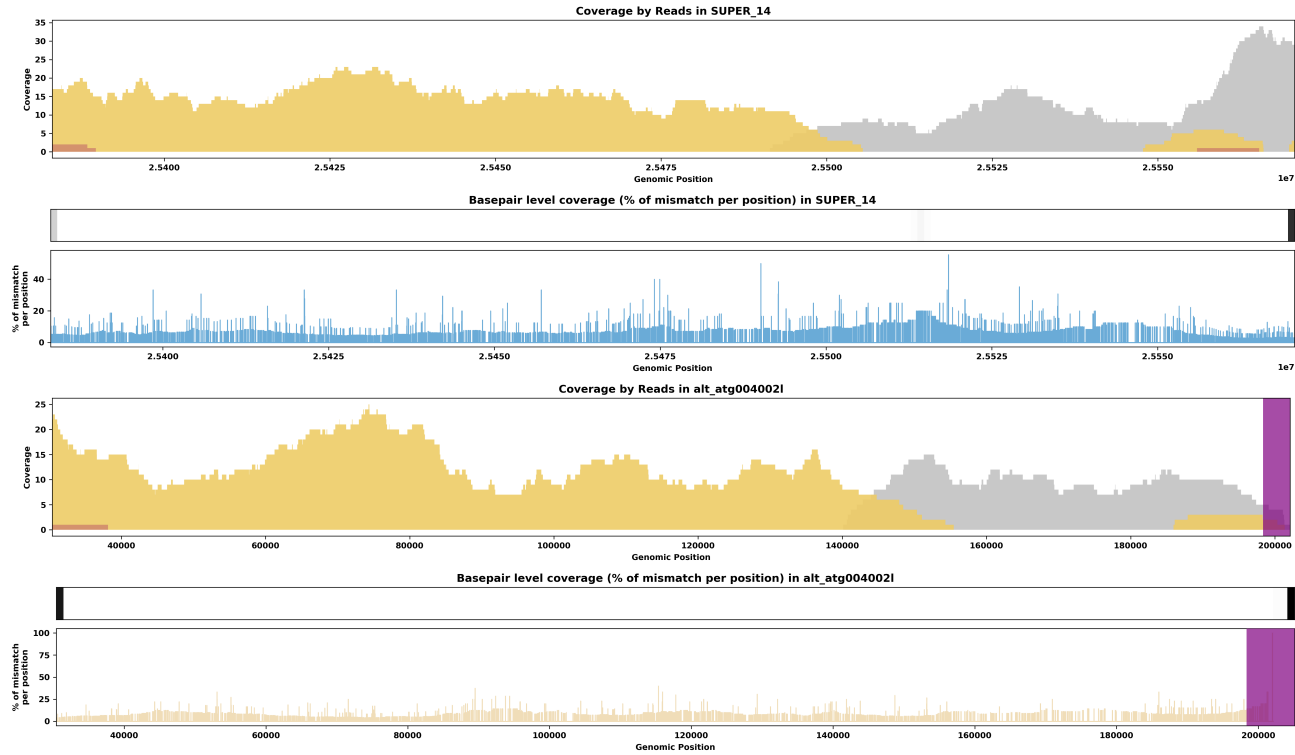 Coverage by Reads in SUPER_14
35
30
25
20
15
10
5
0
Coverage
2.5400 2.5425 2.5450 2.5475 2.5500 2.5525 2.5550
1e7
Genomic Position
Basepair level coverage (% of mismatch per position) in SUPER_14
40
20
0
% of mismatch
per position
2.5400 2.5425 2.5450 2.5475 2.5500 2.5525 2.5550
1e7
Genomic Position
Coverage by Reads in alt_atg004002l
25
20
15
10
5
0
Coverage
40000 60000 80000 100000 120000 140000 160000 180000 200000
Genomic Position
Basepair level coverage (% of mismatch per position) in alt_atg004002l
100
75
50
25
0
% of mismatch
per position
40000 60000 80000 100000 120000 140000 160000 180000 200000
Genomic Position